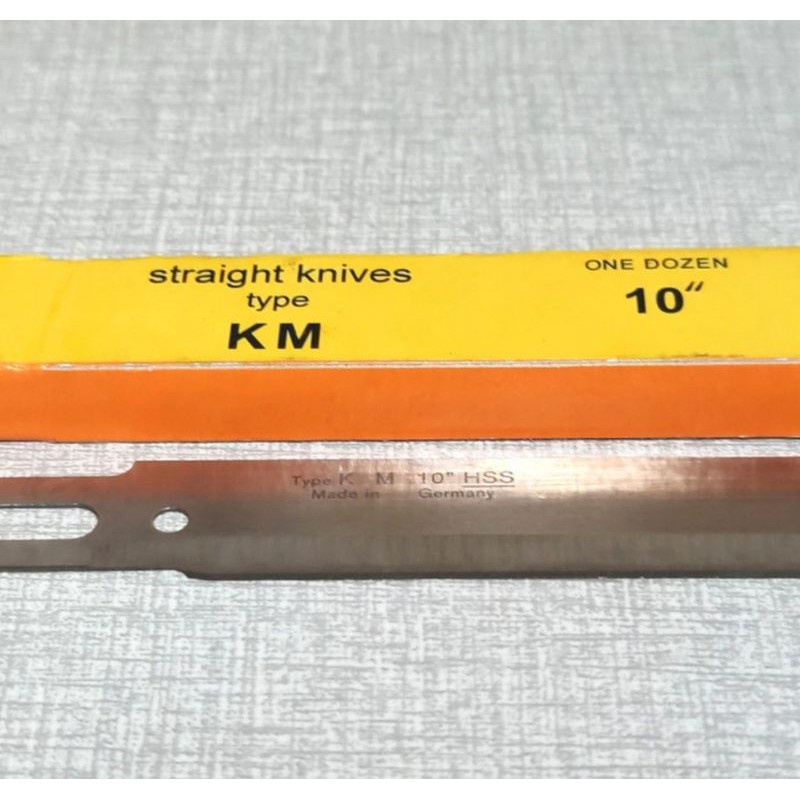 straight knives
type
KM
ONE DOZEN
10“
Type K M 10" HSS
Made in Germany